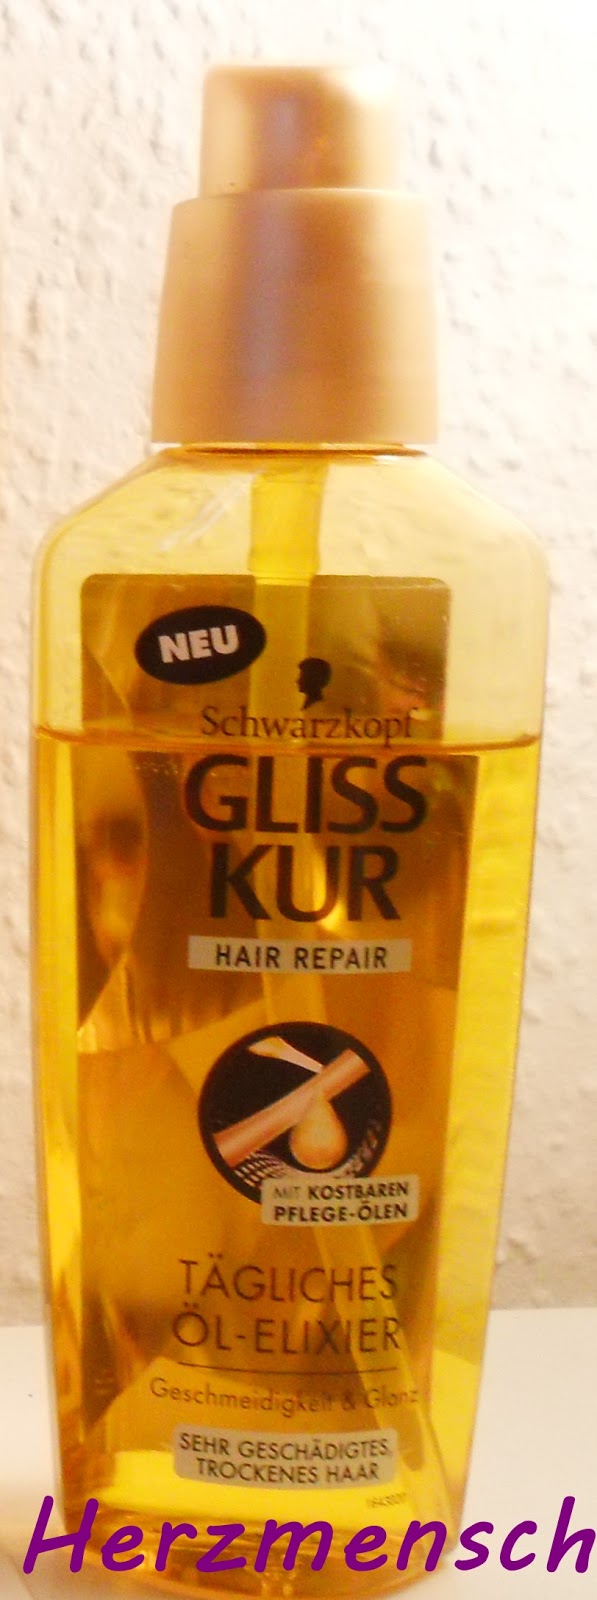 NEU
Schwarzkopf
GLISS
KUR
HAIR REPAIR
MIT KOSTBAREN
PFLEGE-ÖLEN
TÄGLICHES
ÖL-ELIXIER
Geschmeidigkeit & Glanz
SEHR GESCHÄDIGTES,
TROCKENES HAAR
Herzmensch